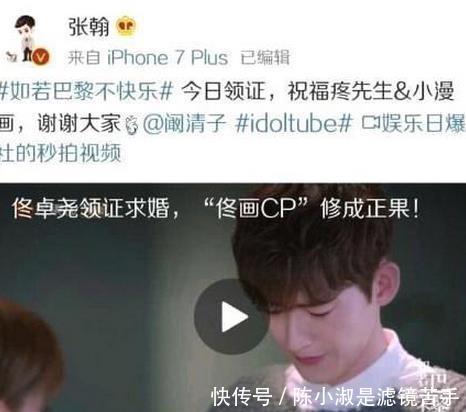 张翰
来自 iPhone 7 Plus 已编辑
#如若巴黎不快乐# 今日领证，祝福疼先生&小漫
画，谢谢大家 @阚清子 #idoltube# 娱乐日爆
社的秒拍视频
佟卓尧领证求婚，“佟画CP”修成正果！
快传号 / 陈小淑是滤镜苦手